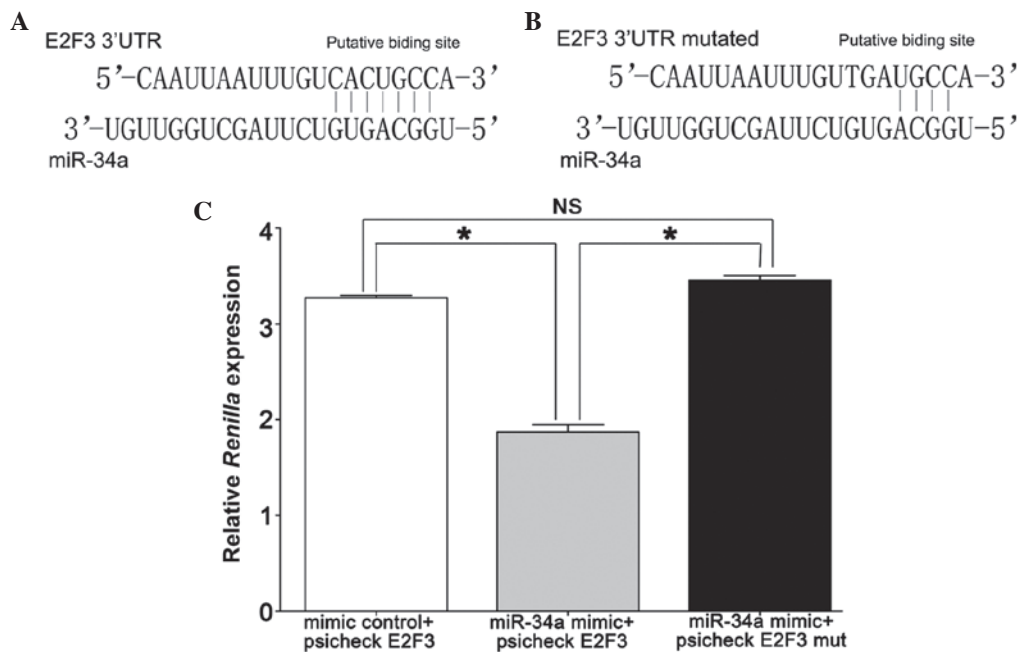 A
E2F3 3'UTR
Putative biding site
5'-CAAUUAAUUUGUCACUGCCA-3'
3'-UGUUGGUCGAUUCUGUGACGGU-5'
miR-34a
B
E2F3 3'UTR mutated
Putative biding site
5'-CAAUUAAUUUGUTGAUGCCA-3'
3'-UGUUGGUCGAUUCUGUGACGGU-5'
miR-34a
C
NS
* *
Relative Renilla expression
4
3
2
1
0
mimic control+
psicheck E2F3
miR-34a mimic+
psicheck E2F3
miR-34a mimic+
psicheck E2F3 mut